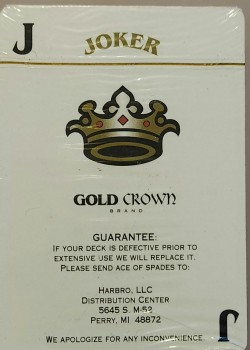 J
JOKER
GOLD CROWN
BRAND
GUARANTEE:
IF YOUR DECK IS DEFECTIVE PRIOR TO
EXTENSIVE USE WE WILL REPLACE IT.
PLEASE SEND ACE OF SPADES TO:
HARBRO, LLC
DISTRIBUTION CENTER
5645 S. M-52
PERRY, MI 48872
WE APOLOGIZE FOR ANY INCONVENIENCE.
J